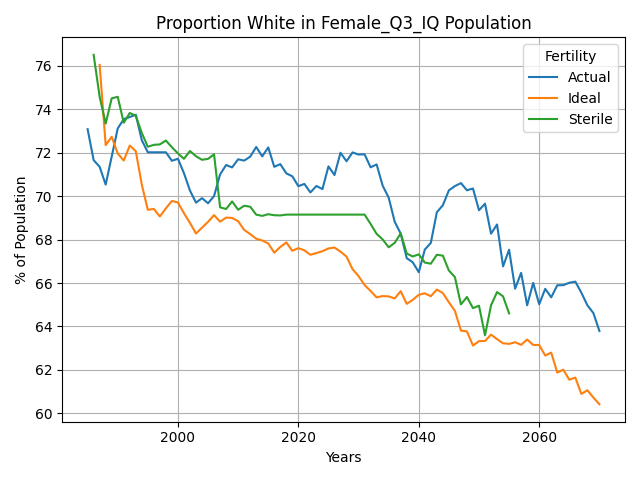 Proportion White in Female_Q3_IQ Population
Fertility
Actual
Ideal
Sterile
% of Population
76
74
72
70
68
66
64
62
60
2000
2020
2040
2060
Years